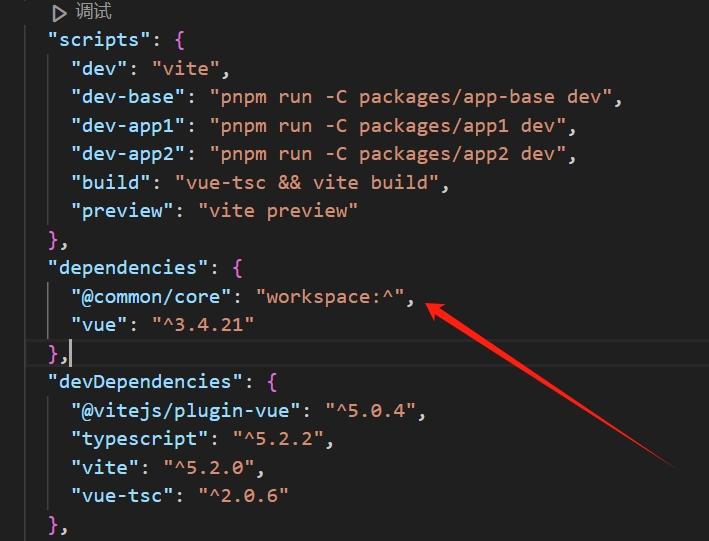 调试
"scripts": {
"dev": "vite",
"dev-base": "pnpm run -C packages/app-base dev",
"dev-app1": "pnpm run -C packages/app1 dev",
"dev-app2": "pnpm run -C packages/app2 dev",
"build": "vue-tsc && vite build",
"preview": "vite preview"
},
"dependencies": {
"@common/core": "workspace:^",
"vue": "^3.4.21"
},
"devDependencies": {
"@vitejs/plugin-vue": "^5.0.4",
"typescript": "^5.2.2",
"vite": "^5.2.0",
"vue-tsc": "^2.0.6"
},